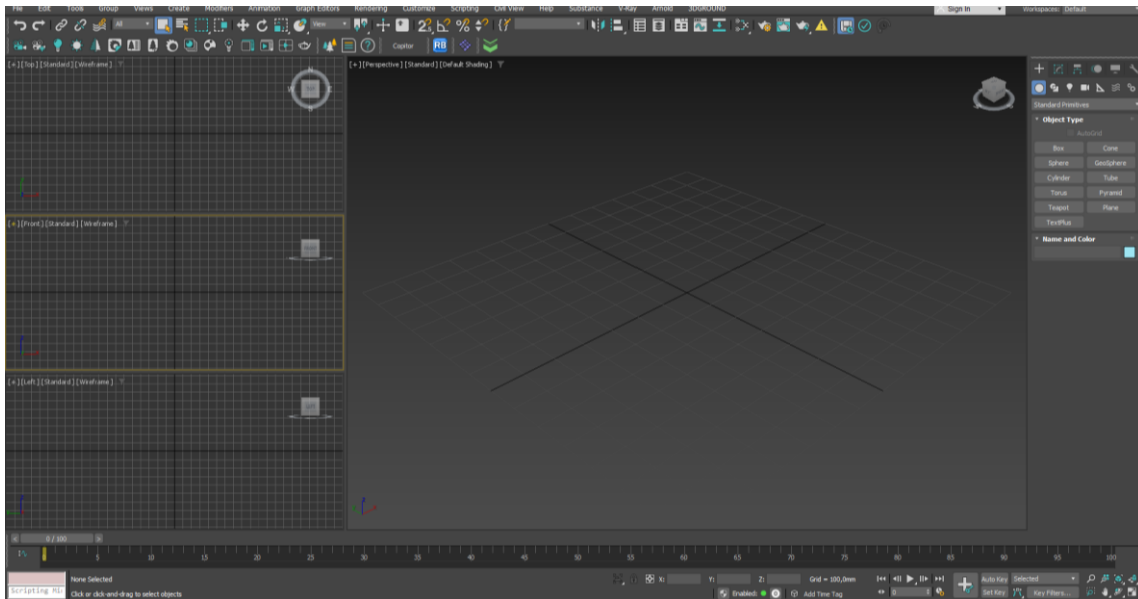 File Edit Tools Group Views Create Modifiers Animation Graph Editors Rendering Customize Scripting Civil View Help Substance V-Ray Arnold 3DGROUND Sign In Workspaces: Default
All View
Copitor RB
[+][Top][Standard][Wireframe]
[+][Perspective][Standard][Default Shading]
Standard Primitives
Object Type
AutoGrid
Box Cone
Sphere GeoSphere
Cylinder Tube
Torus Pyramid
Teapot Plane
TextPlus
Name and Color
[+][Front][Standard][Wireframe]
[+][Left][Standard][Wireframe]
0 / 100
5 10 15 20 25 30 35 40 45 50 55 60 65 70 75 80 85 90 95 100
None Selected X: Y: Z: Grid = 100,0mm Auto Key Selected
Scripting Mi Click or click-and-drag to select objects Enabled: Add Time Tag 0 Set Key Key Filters...